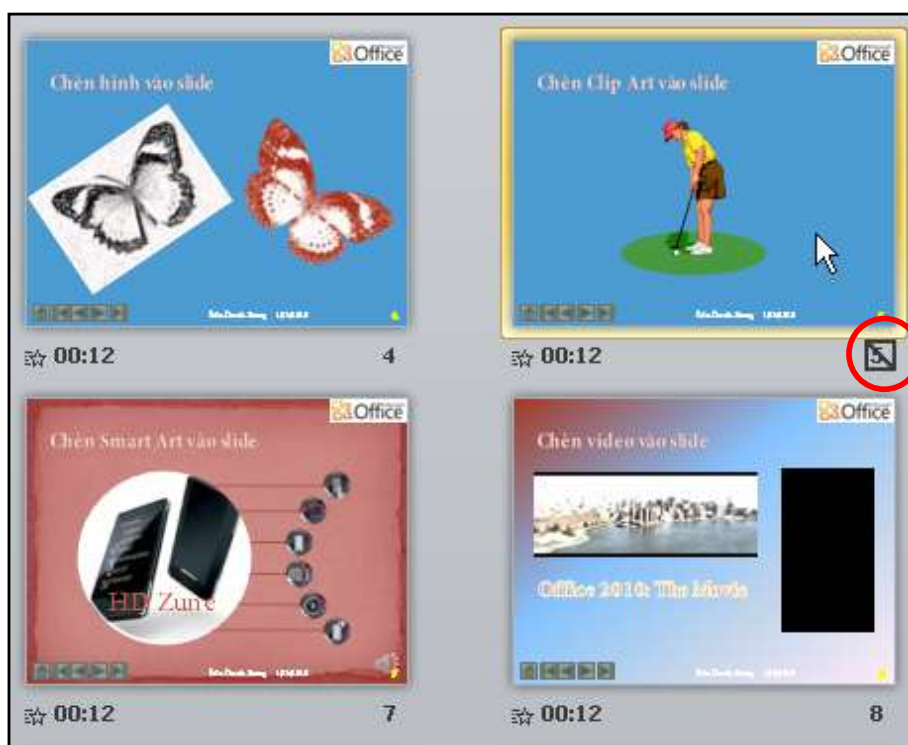 Office
Chèn hình vào slide
00:12 4
Office
Chèn Clip Art vào slide
00:12 5
Office
Chèn Smart Art vào slide
HD Zune
7
00:12 7
Office
Chèn video vào slide
Office 2010: The Movie
00:12 8